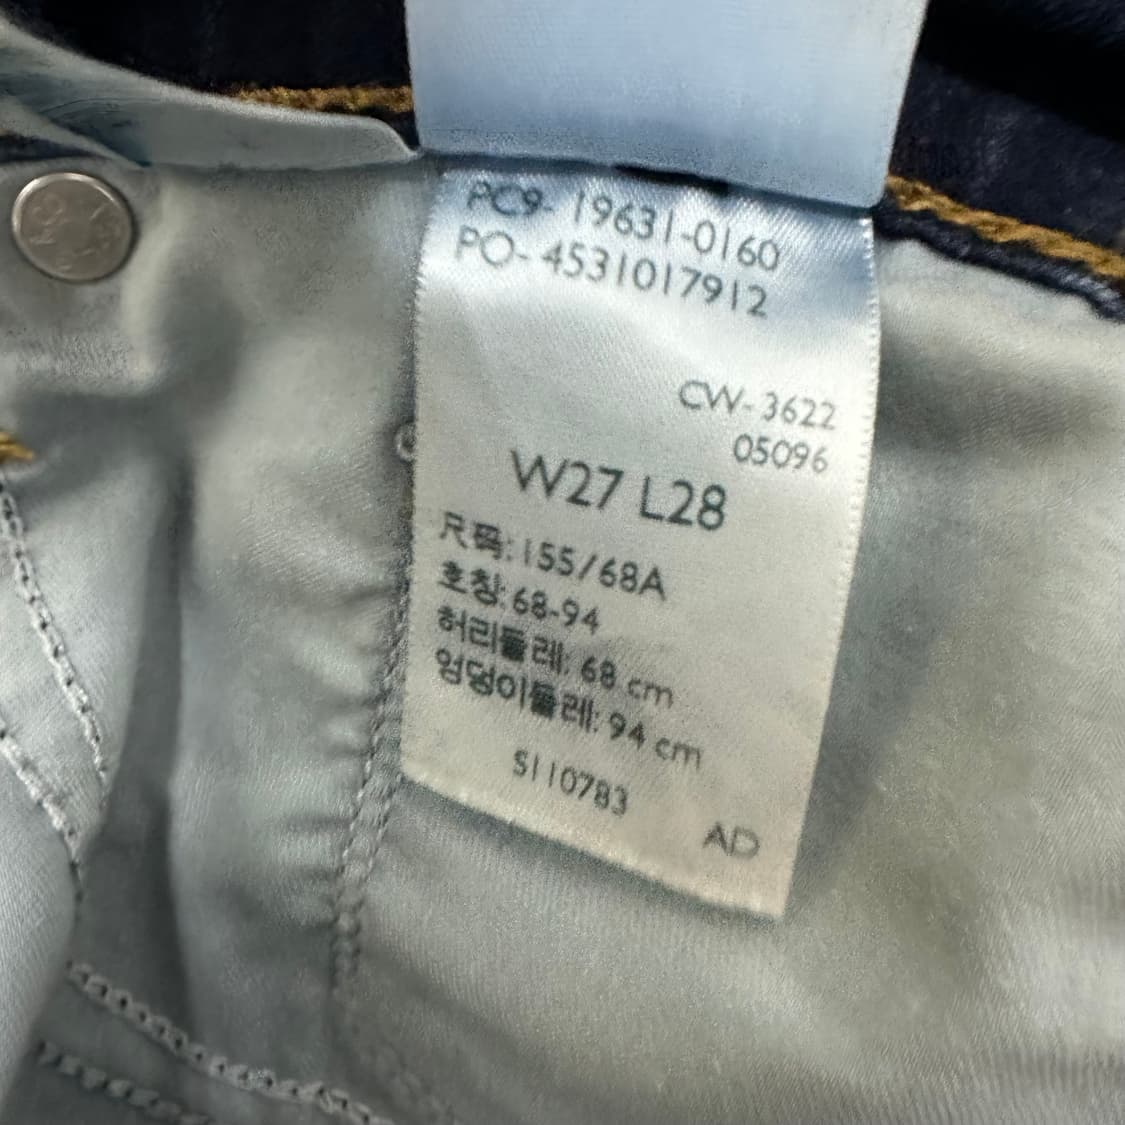 PC9- 19631-0160
PO- 4531017912
CW- 3622
05096
W27 L28
尺码: 155/68A
호칭: 68-94
허리둘레: 68 cm
엉덩이둘레: 94 cm
S110783
AD